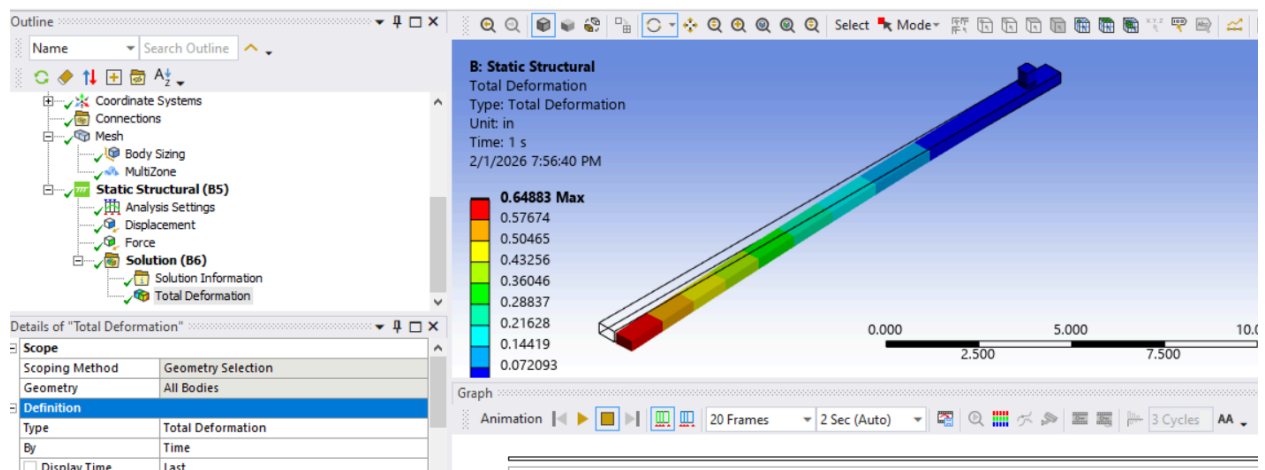 Outline
Name
Search Outline
Coordinate Systems
Connections
Mesh
Body Sizing
MultiZone
Static Structural (B5)
Analysis Settings
Displacement
Force
Solution (B6)
Solution Information
Total Deformation
Details of "Total Deformation"
Scope
Scoping Method Geometry Selection
Geometry All Bodies
Definition
Type Total Deformation
By Time
Display Time Last
Select Mode
B: Static Structural
Total Deformation
Type: Total Deformation
Unit: in
Time: 1 s
2/1/2026 7:56:40 PM
0.64883 Max
0.57674
0.50465
0.43256
0.36046
0.28837
0.21628
0.14419
0.072093
0.000 5.000 10.0
2.500 7.500
Graph
Animation 20 Frames 2 Sec (Auto) 3 Cycles AA